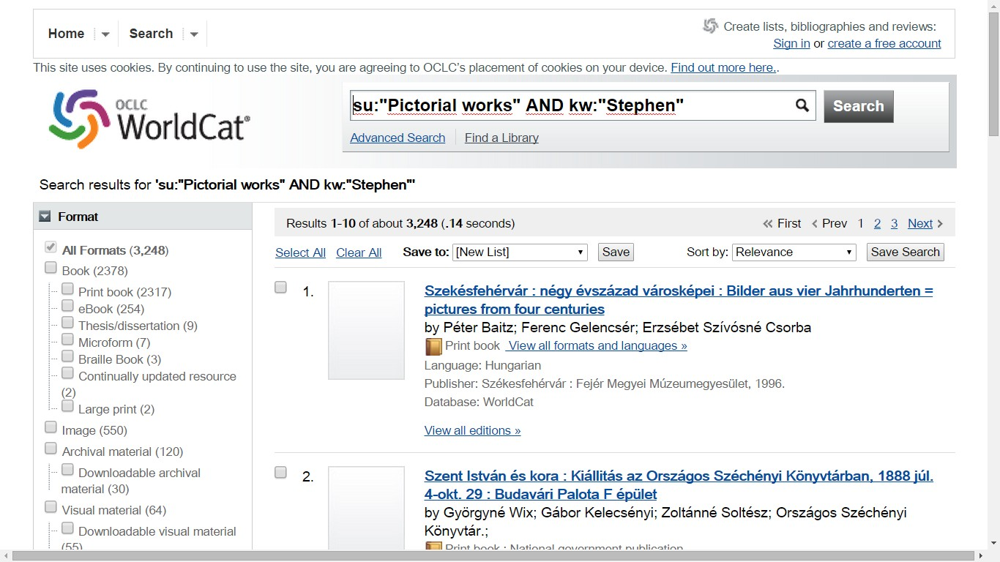 Home Search
Create lists, bibliographies and reviews:
Sign in or create a free account
This site uses cookies. By continuing to use the site, you are agreeing to OCLC’s placement of cookies on your device. Find out more here..
OCLC
WorldCat®
su:"Pictorial works" AND kw:"Stephen"
Search
Advanced Search Find a Library
Search results for 'su:"Pictorial works" AND kw:"Stephen"'
Format
All Formats (3,248)
Book (2378)
Print book (2317)
eBook (254)
Thesis/dissertation (9)
Microform (7)
Braille Book (3)
Continually updated resource
(2)
Large print (2)
Image (550)
Archival material (120)
Downloadable archival
material (30)
Visual material (64)
Downloadable visual material
(55)
Results 1-10 of about 3,248 (.14 seconds)
« First ‹ Prev 1 2 3 Next ›
Select All Clear All Save to: [New List] Save Sort by: Relevance Save Search
1.
Szekésfehérvár : négy évszázad városképei : Bilder aus vier Jahrhunderten =
pictures from four centuries
by Péter Baitz; Ferenc Gelencsér; Erzsébet Szívósné Csorba
Print book View all formats and languages »
Language: Hungarian
Publisher: Székesfehérvár : Fejér Megyei Múzeumegyesület, 1996.
Database: WorldCat
View all editions »
2.
Szent István és kora : Kiállitás az Országos Széchényi Könyvtárban, 1888 júl.
4-okt. 29 : Budavári Palota F épület
by Györgyné Wix; Gábor Kelecsényi; Zoltánné Soltész; Országos Széchényi
Könyvtár.;
Print book : National government publication